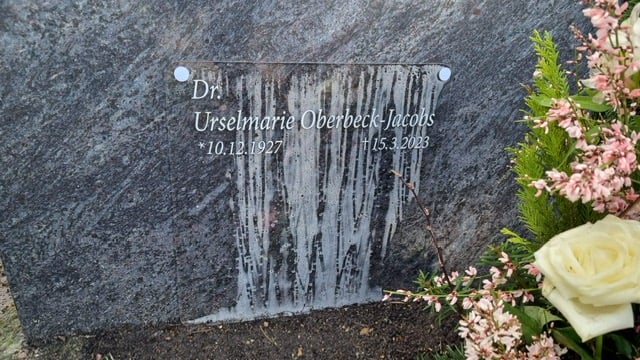 Dr.
Urselmarie Oberbeck-Jacobs
*10.12.1927 †15.3.2023